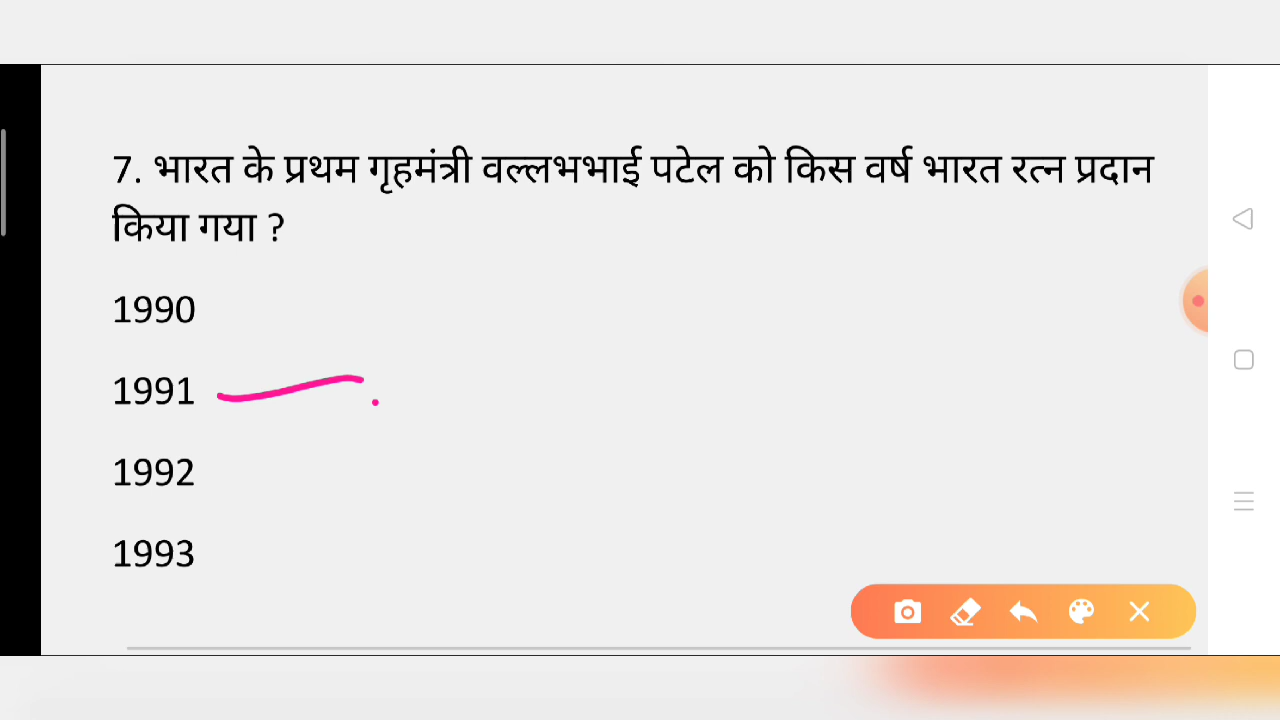 7. भारत के प्रथम गृहमंत्री वल्लभभाई पटेल को किस वर्ष भारत रत्न प्रदान
किया गया ?
1990
1991
1992
1993